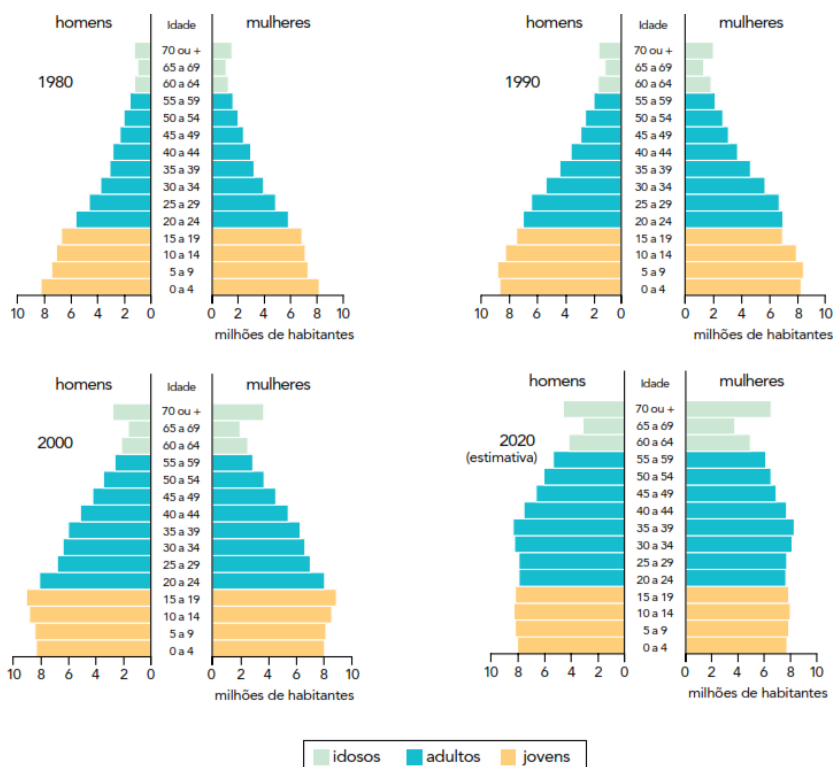 homens Idade mulheres
1980
70 ou +
65 a 69
60 a 64
55 a 59
50 a 54
45 a 49
40 a 44
35 a 39
30 a 34
25 a 29
20 a 24
15 a 19
10 a 14
5 a 9
0 a 4
10 8 6 4 2 0 0 2 4 6 8 10
milhões de habitantes
homens Idade mulheres
1990
70 ou +
65 a 69
60 a 64
55 a 59
50 a 54
45 a 49
40 a 44
35 a 39
30 a 34
25 a 29
20 a 24
15 a 19
10 a 14
5 a 9
0 a 4
10 8 6 4 2 0 0 2 4 6 8 10
milhões de habitantes
homens Idade mulheres
2000
70 ou +
65 a 69
60 a 64
55 a 59
50 a 54
45 a 49
40 a 44
35 a 39
30 a 34
25 a 29
20 a 24
15 a 19
10 a 14
5 a 9
0 a 4
10 8 6 4 2 0 0 2 4 6 8 10
milhões de habitantes
homens Idade mulheres
2020
(estimativa)
70 ou +
65 a 69
60 a 64
55 a 59
50 a 54
45 a 49
40 a 44
35 a 39
30 a 34
25 a 29
20 a 24
15 a 19
10 a 14
5 a 9
0 a 4
10 8 6 4 2 0 0 2 4 6 8 10
milhões de habitantes
idosos adultos jovens